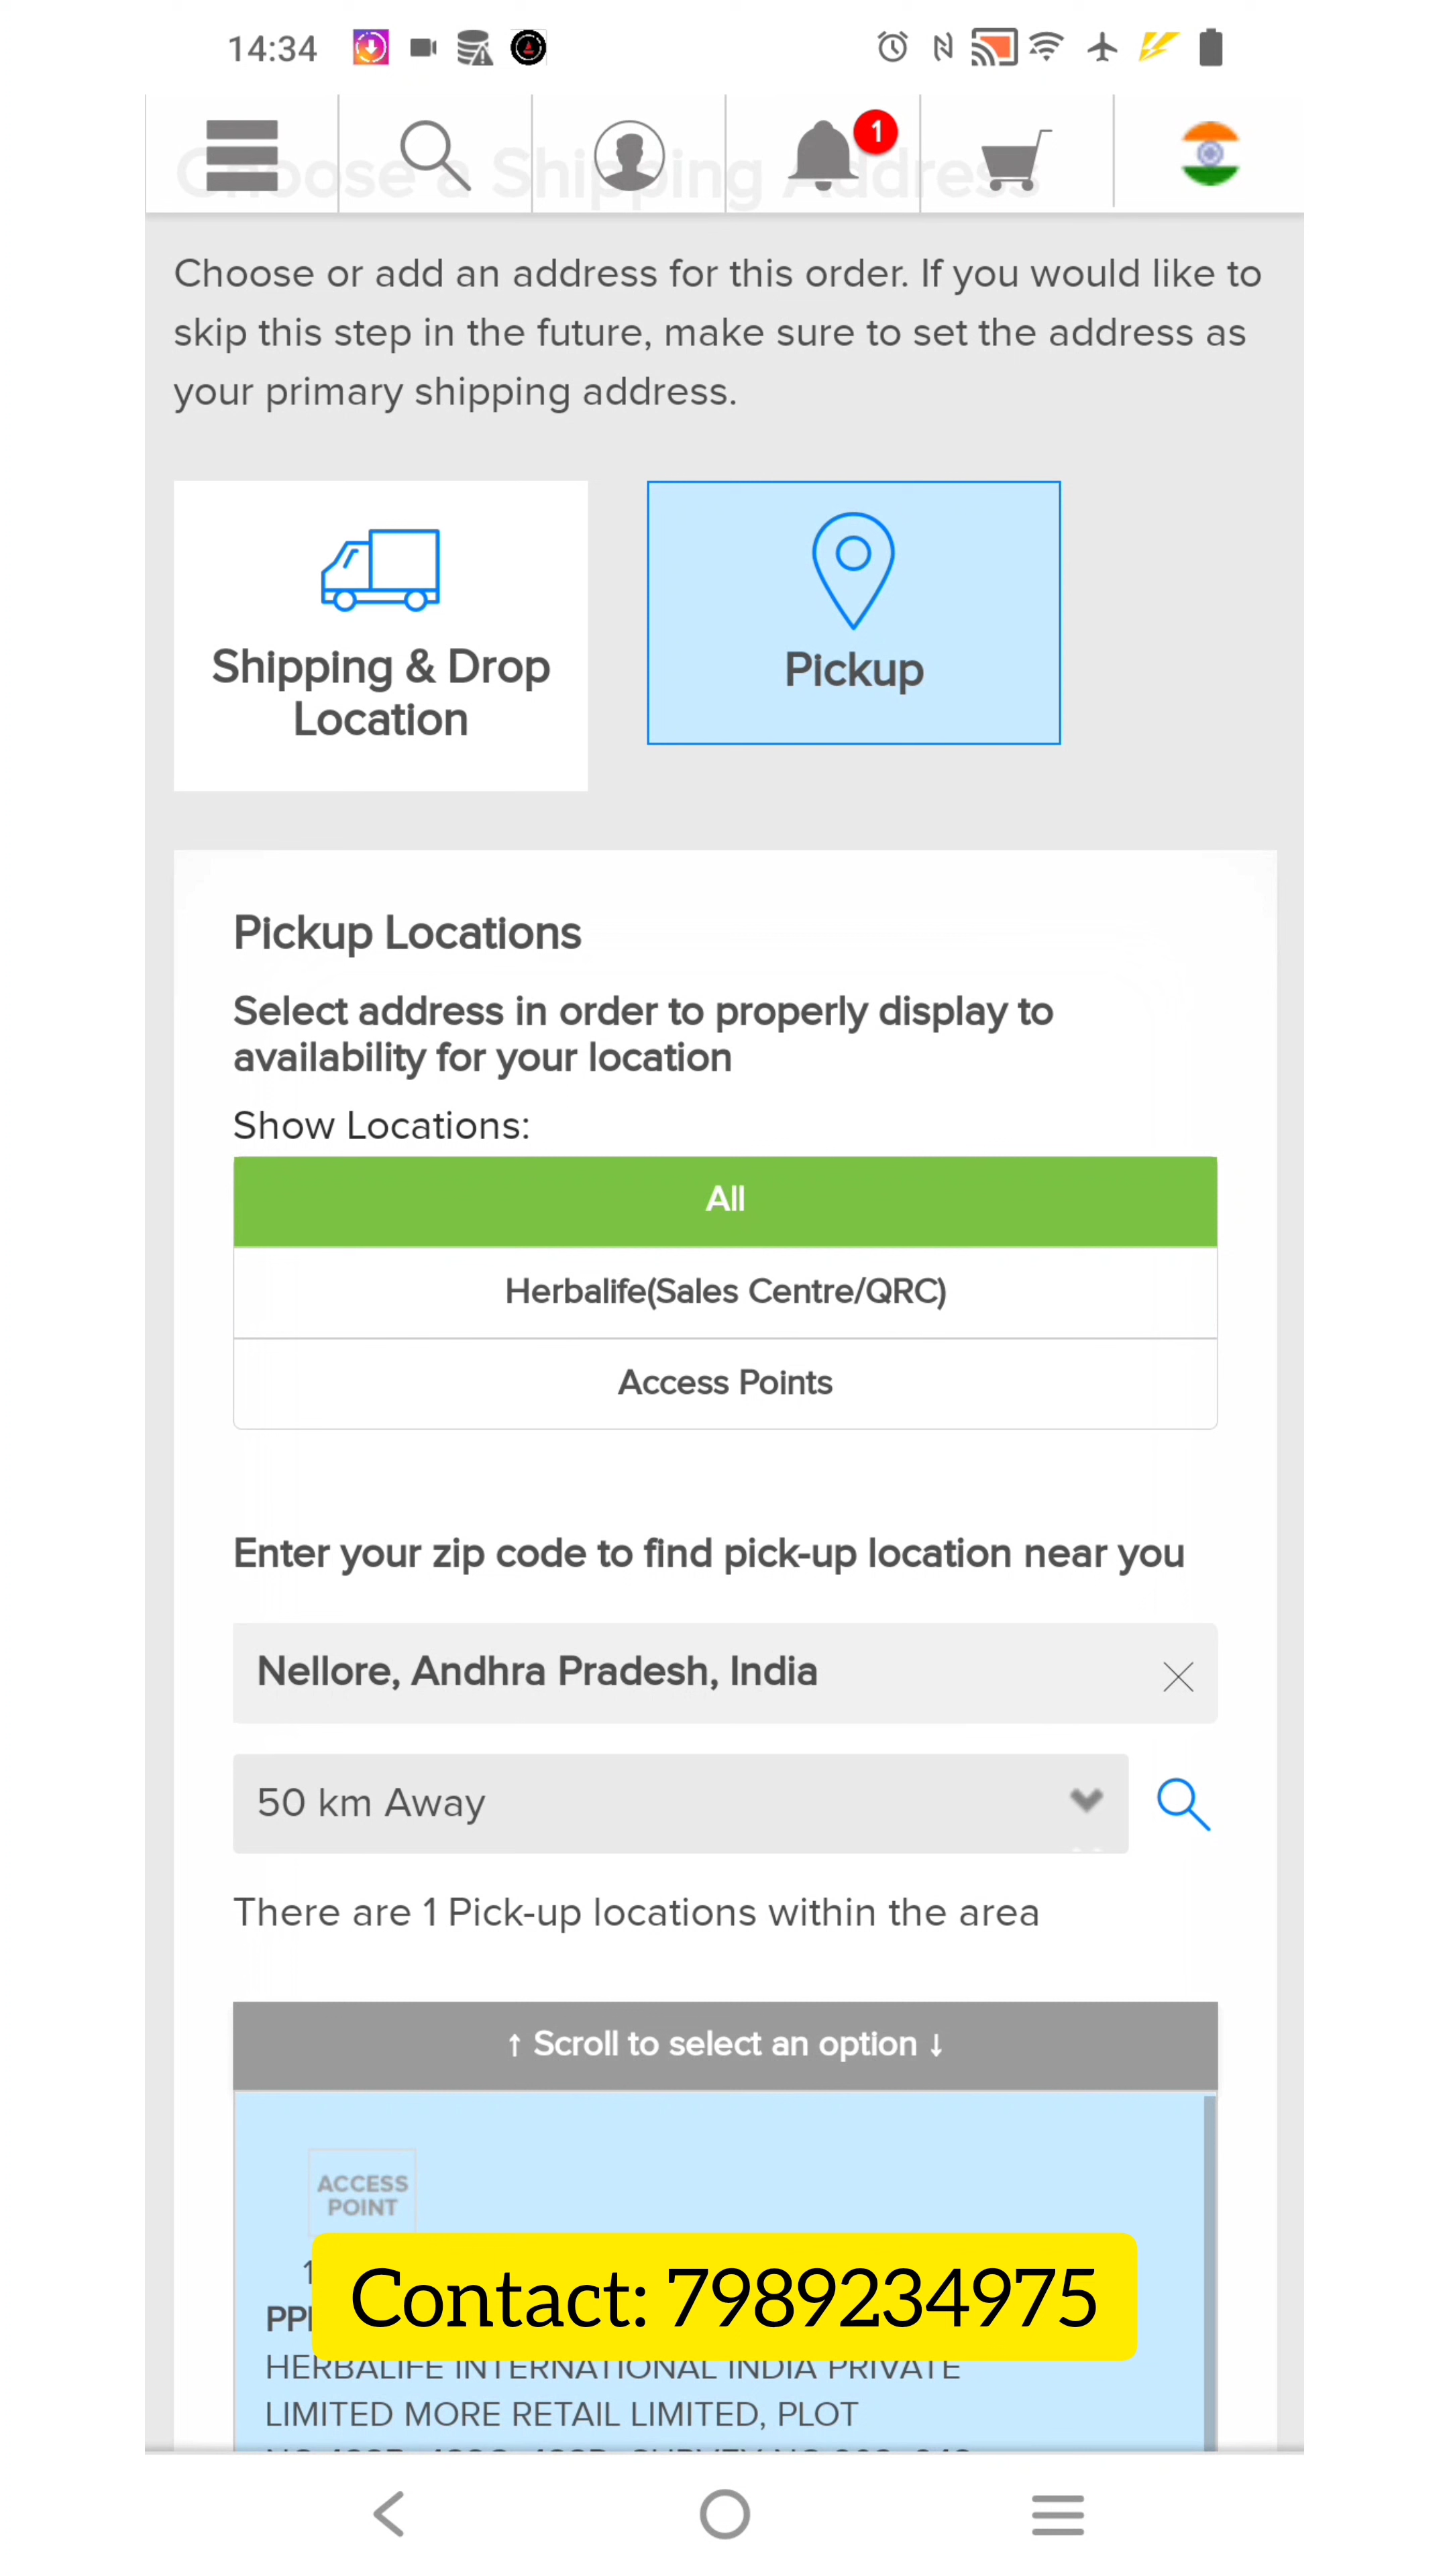 14:34
1
Choose a Shipping Address
Choose or add an address for this order. If you would like to
skip this step in the future, make sure to set the address as
your primary shipping address.
Shipping & Drop
Location
Pickup
Pickup Locations
Select address in order to properly display to
availability for your location
Show Locations:
All
Herbalife(Sales Centre/QRC)
Access Points
Enter your zip code to find pick-up location near you
Nellore, Andhra Pradesh, India
50 km Away
There are 1 Pick-up locations within the area
↑ Scroll to select an option ↓
ACCESS
POINT
Contact: 7989234975
HERBALIFE INTERNATIONAL INDIA PRIVATE
LIMITED MORE RETAIL LIMITED, PLOT